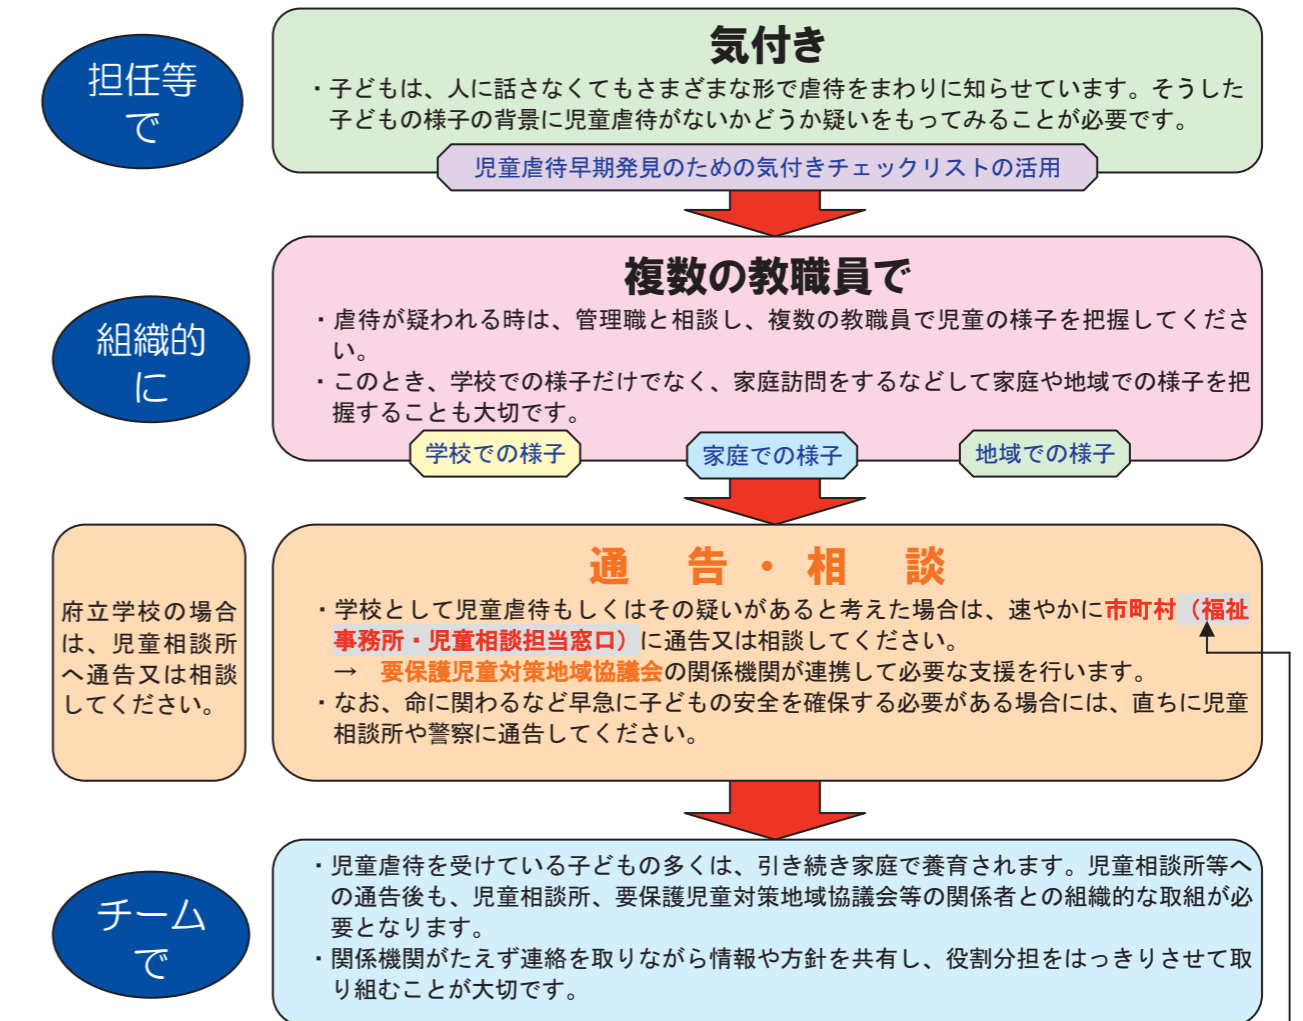 担任等
で
気付き
・子どもは、人に話さなくてもさまざまな形で虐待をまわりに知らせています。そうした
子どもの様子の背景に児童虐待がないかどうか疑いをもってみることが必要です。
児童虐待早期発見のための気付きチェックリストの活用
組織的
に
複数の教職員で
・虐待が疑われる時は、管理職と相談し、複数の教職員で児童の様子を把握してくださ
い。
・このとき、学校での様子だけでなく、家庭訪問をするなどして家庭や地域での様子を把
握することも大切です。
学校での様子
家庭での様子
地域での様子
府立学校の場合
は、児童相談所
へ通告又は相談
してください。
通　告・相　談
・学校として児童虐待もしくはその疑いがあると考えた場合は、速やかに市町村（福祉
事務所・児童相談担当窓口）に通告又は相談してください。
→　要保護児童対策地域協議会の関係機関が連携して必要な支援を行います。
・なお、命に関わるなど早急に子どもの安全を確保する必要がある場合には、直ちに児童
相談所や警察に通告してください。
チーム
で
・児童虐待を受けている子どもの多くは、引き続き家庭で養育されます。児童相談所等へ
の通告後も、児童相談所、要保護児童対策地域協議会等の関係者との組織的な取組が必
要となります。
・関係機関がたえず連絡を取りながら情報や方針を共有し、役割分担をはっきりさせて取
り組むことが大切です。